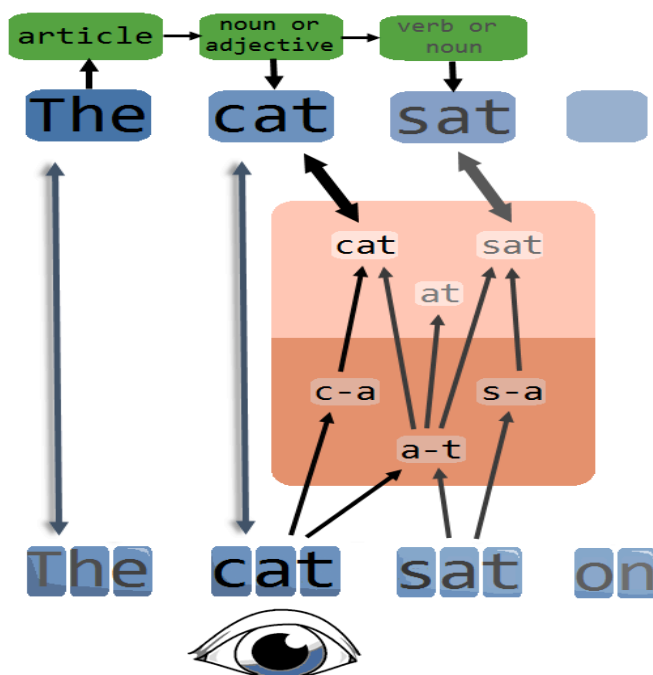 article
noun or
adjective
verb or
noun
The cat sat
cat sat
at
c-a s-a
a-t
The cat sat on